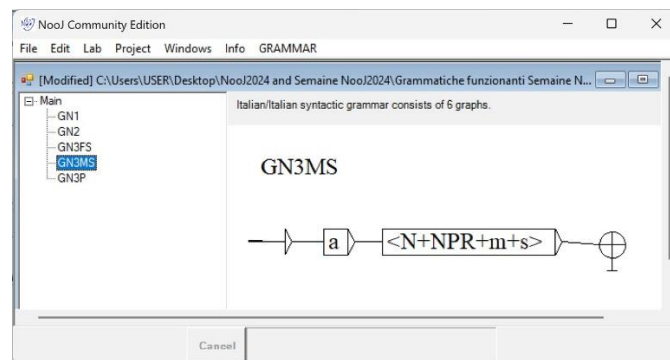 NooJ Community Edition
File Edit Lab Project Windows Info GRAMMAR
[Modified] C:\Users\USER\Desktop\NooJ2024 and Semaine NooJ2024\Grammatiche funzionanti Semaine N...
Main
GN1
GN2
GN3FS
GN3MS
GN3P
Italian/Italian syntactic grammar consists of 6 graphs.
GN3MS
a <N+NPR+m+s>
Cancel